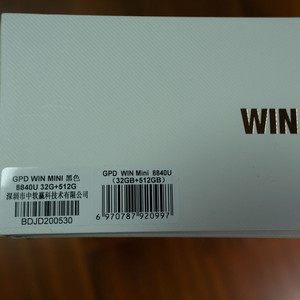 WIN
GPD WIN MINI 黑色
8840U 32G+512G
深圳市中软赢科技术有限公司
BDJD200530
GPD WIN Mini 8840U
(32GB+512GB)
6 970787 920997